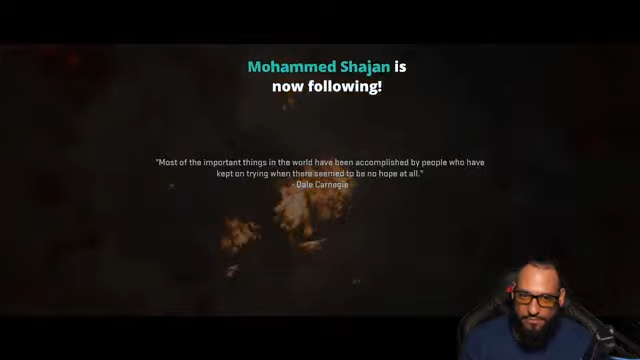 Mohammed Shajan is
now following!
"Most of the important things in the world have been accomplished by people who have
kept on trying when there seemed to be no hope at all."
- Dale Carnegie